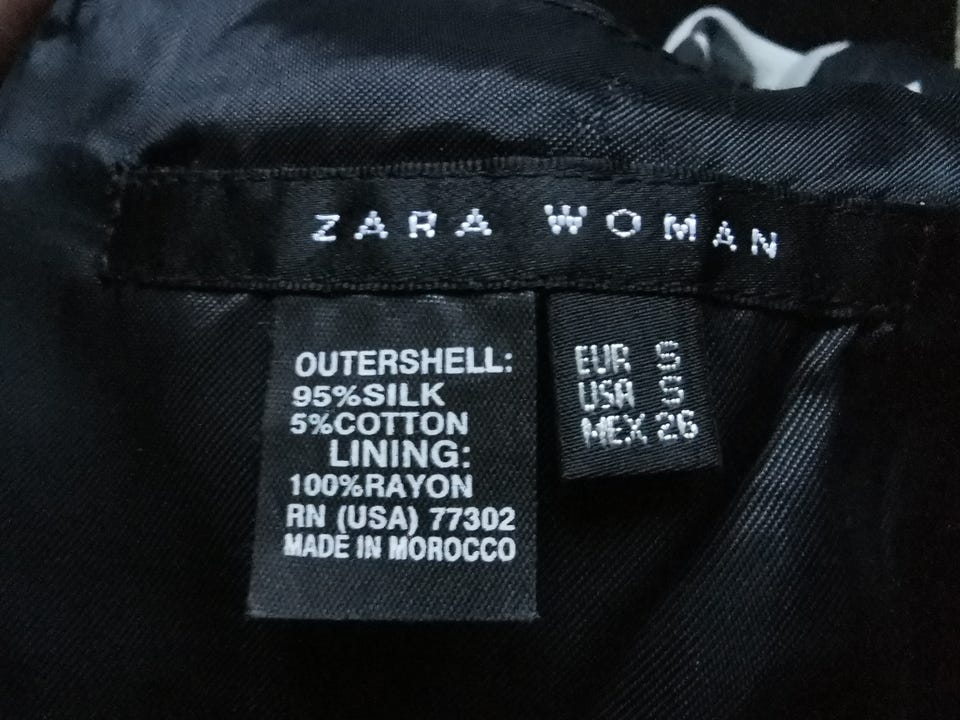 ZARA WOMAN
OUTERSHELL:
95%SILK
5%COTTON
LINING:
100%RAYON
RN (USA) 77302
MADE IN MOROCCO
EUR S
USA S
MEX 26